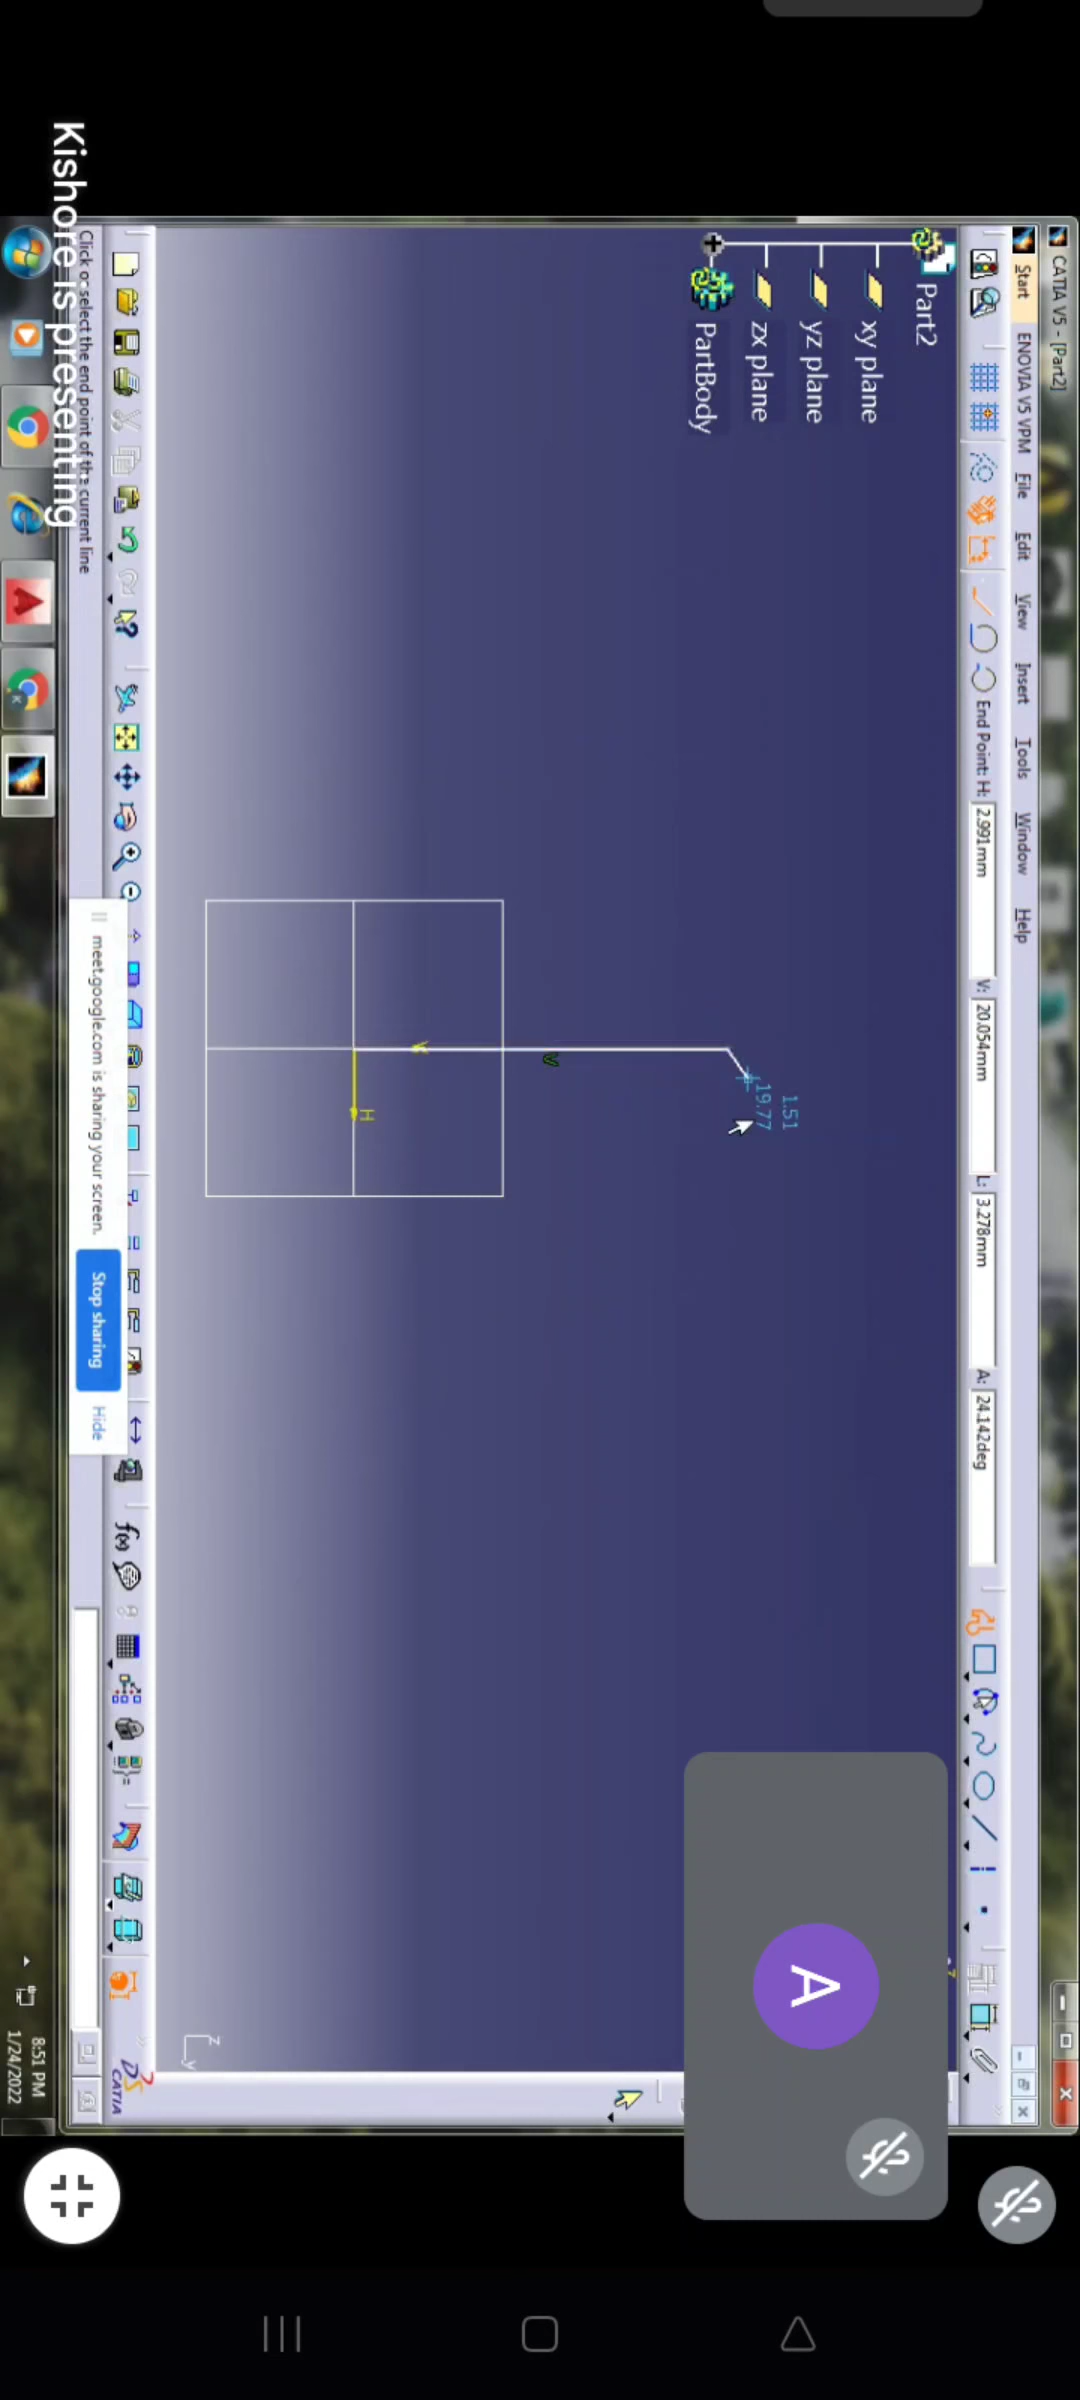 CATIA V5 - [Part2]
Start ENOVIA V5 VPM File Edit View Insert Tools Window Help
End Point: H: 2.991mm V: 20.054mm L: 3.278mm A: 24.142deg
Part2
xy plane
yz plane
zx plane
PartBody
1.51
19.77
V
V
H
A
z
y
f(x)
DS CATIA
meet.google.com is sharing your screen. Stop sharing Hide
Click or select the end point of the current line
Kishore is presenting
K
8:51 PM
1/24/2022